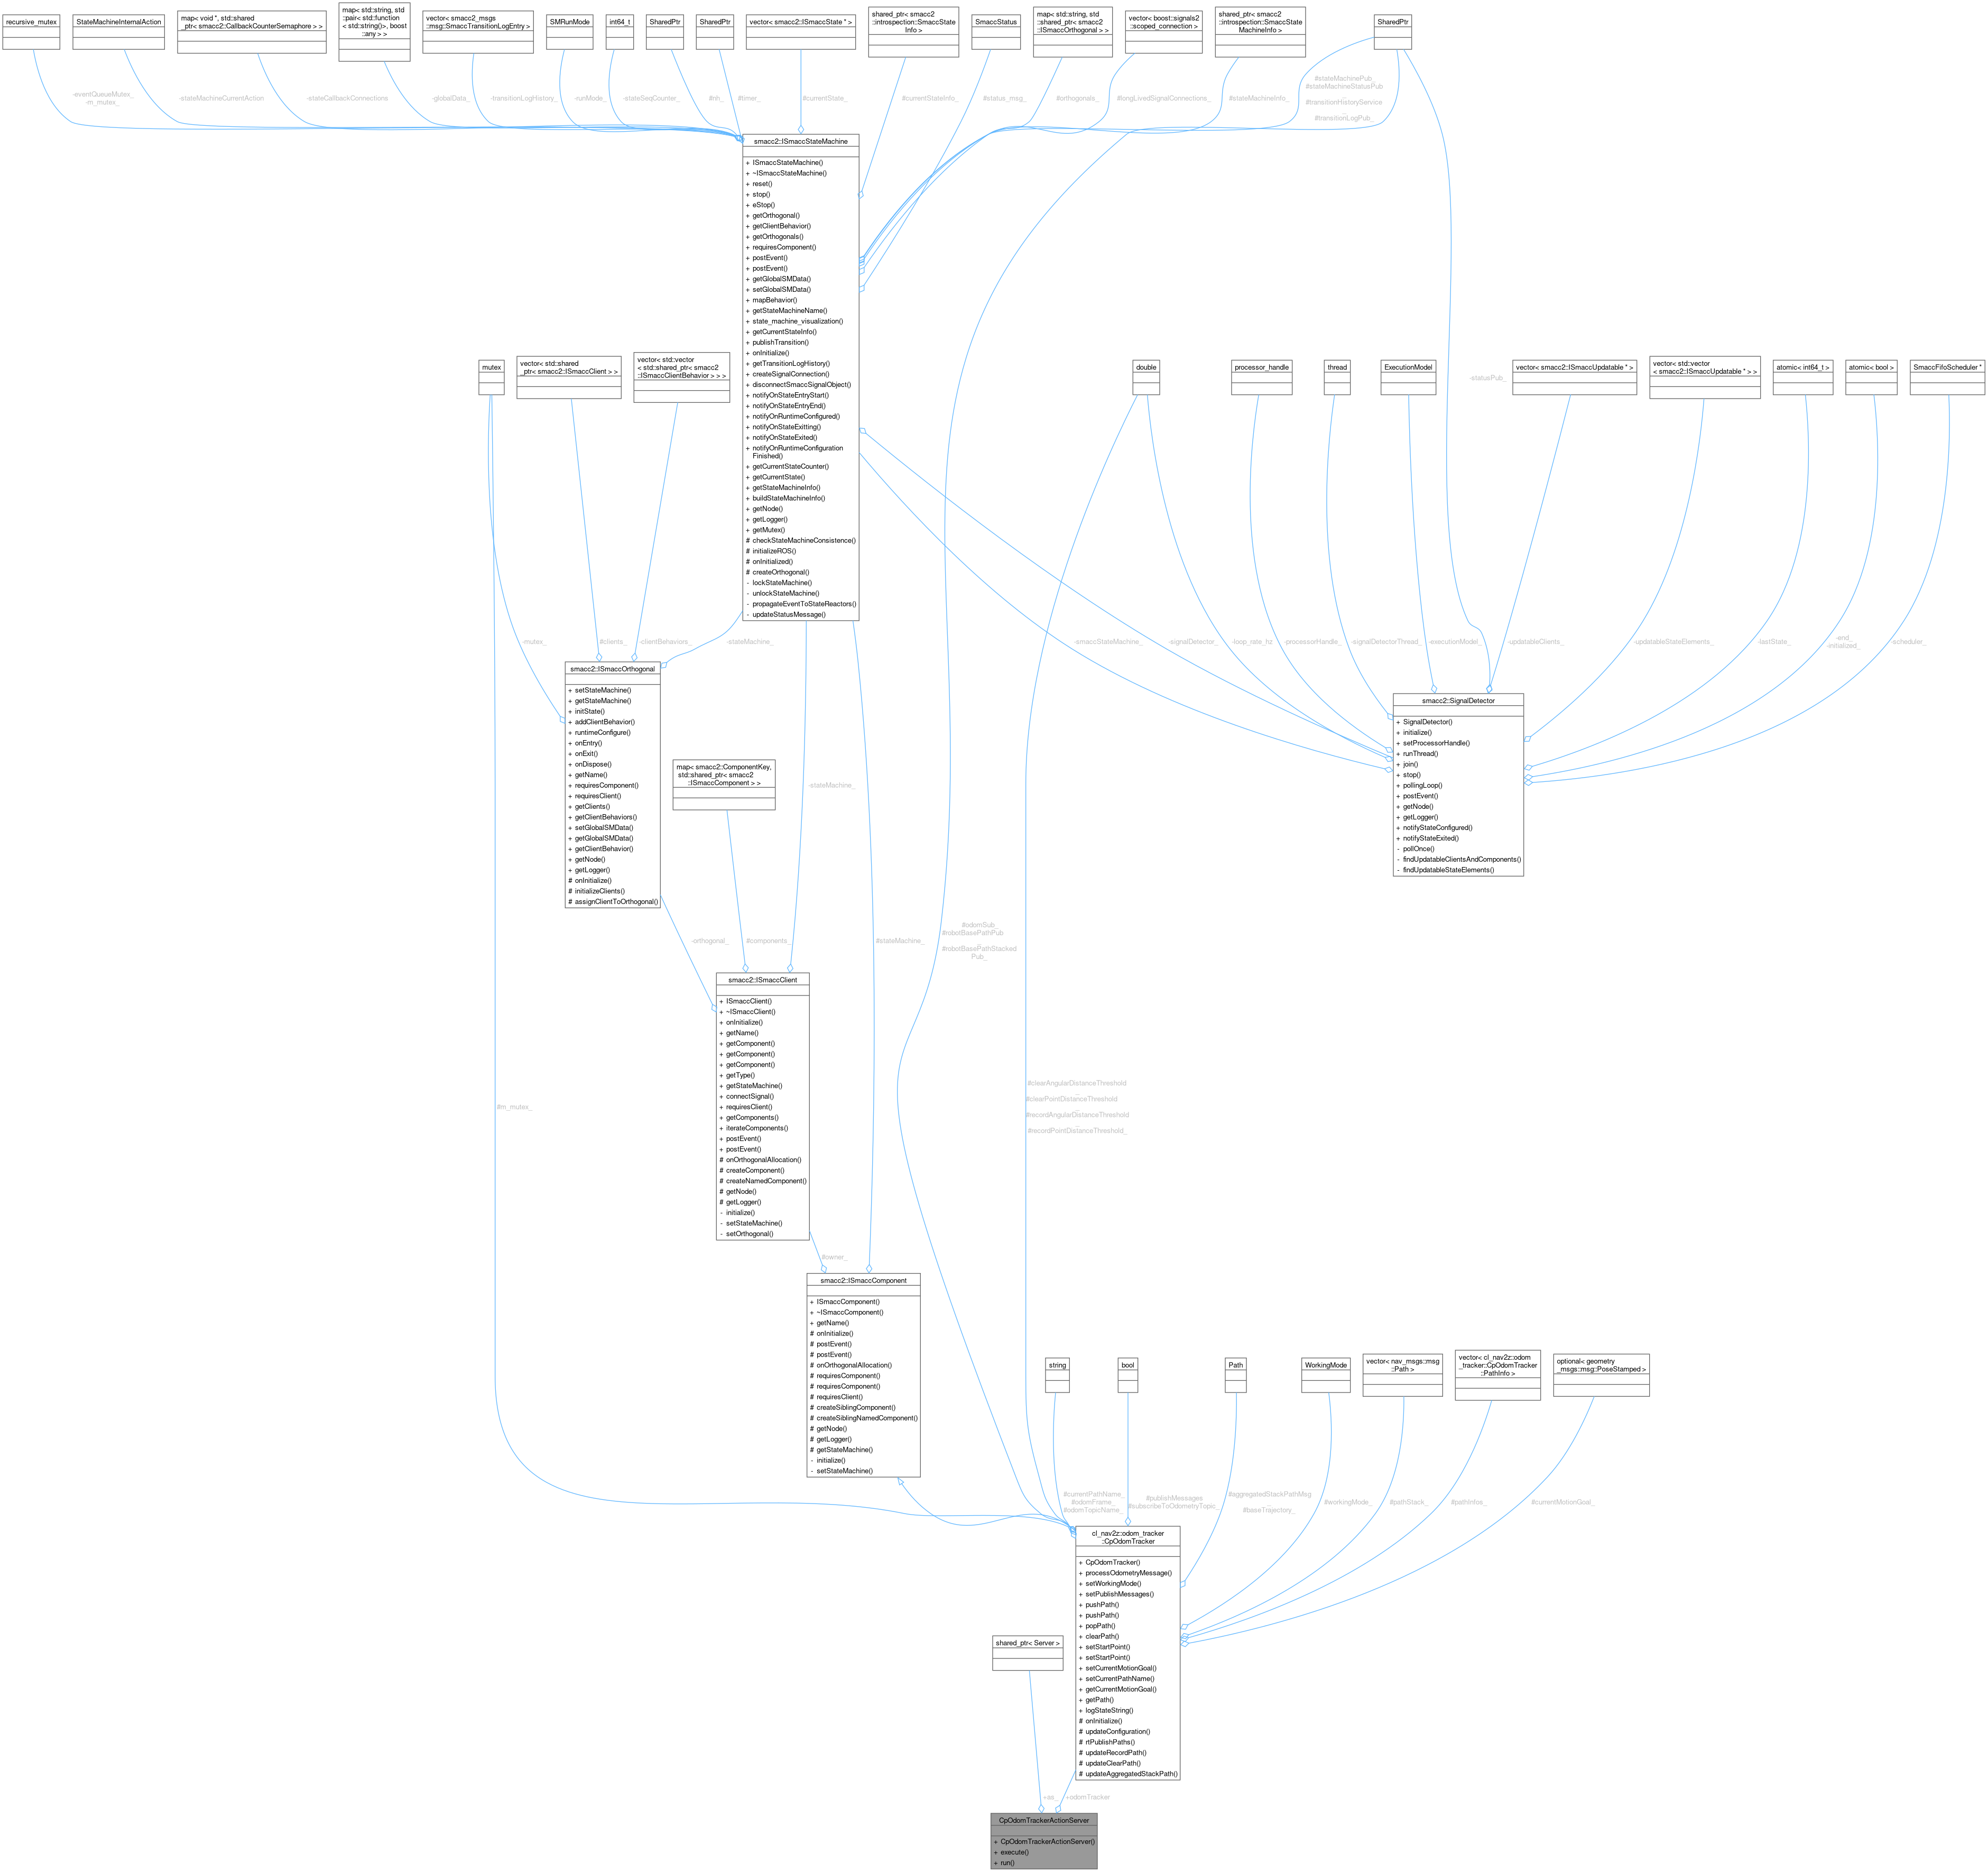 recursive_mutex
StateMachineInternalAction
map< void *, std::shared
_ptr< smacc2::CallbackCounterSemaphore > >
map< std::string, std
::pair< std::function
< std::string()>, boost
::any > >
vector< smacc2_msgs
::msg::SmaccTransitionLogEntry >
SMRunMode
int64_t
SharedPtr
SharedPtr
vector< smacc2::ISmaccState * >
shared_ptr< smacc2
::introspection::SmaccState
Info >
SmaccStatus
map< std::string, std
::shared_ptr< smacc2
::ISmaccOrthogonal > >
vector< boost::signals2
::scoped_connection >
shared_ptr< smacc2
::introspection::SmaccState
MachineInfo >
SharedPtr
-eventQueueMutex_
-m_mutex_
-stateMachineCurrentAction
-stateCallbackConnections
-globalData_
-transitionLogHistory_
-runMode_
-stateSeqCounter_
#nh_
#timer_
#currentState_
#currentStateInfo_
#status_msg_
#orthogonals_
#longLivedSignalConnections_
#stateMachineInfo_
#stateMachinePub_
#stateMachineStatusPub
_
#transitionHistoryService
_
#transitionLogPub_
smacc2::ISmaccStateMachine
+ ISmaccStateMachine()
+ ~ISmaccStateMachine()
+ reset()
+ stop()
+ eStop()
+ getOrthogonal()
+ getClientBehavior()
+ getOrthogonals()
+ requiresComponent()
+ postEvent()
+ postEvent()
+ getGlobalSMData()
+ setGlobalSMData()
+ mapBehavior()
+ getStateMachineName()
+ state_machine_visualization()
+ getCurrentStateInfo()
+ publishTransition()
+ onInitialize()
+ getTransitionLogHistory()
+ createSignalConnection()
+ disconnectSmaccSignalObject()
+ notifyOnStateEntryStart()
+ notifyOnStateEntryEnd()
+ notifyOnRuntimeConfigured()
+ notifyOnStateExitting()
+ notifyOnStateExited()
+ notifyOnRuntimeConfiguration
Finished()
+ getCurrentStateCounter()
+ getCurrentState()
+ getStateMachineInfo()
+ buildStateMachineInfo()
+ getNode()
+ getLogger()
+ getMutex()
# checkStateMachineConsistence()
# initializeROS()
# onInitialized()
# createOrthogonal()
- lockStateMachine()
- unlockStateMachine()
- propagateEventToStateReactors()
- updateStatusMessage()
mutex
vector< std::shared
_ptr< smacc2::ISmaccClient > >
vector< std::vector
< std::shared_ptr< smacc2
::ISmaccClientBehavior > > >
double
processor_handle
thread
ExecutionModel
vector< smacc2::ISmaccUpdatable * >
vector< std::vector
< smacc2::ISmaccUpdatable * > >
atomic< int64_t >
atomic< bool >
SmaccFifoScheduler *
-statusPub_
-mutex_
#clients_
-clientBehaviors_
-stateMachine_
-smaccStateMachine_
-signalDetector_
-loop_rate_hz
-processorHandle_
-signalDetectorThread_
-executionModel_
-updatableClients_
-updatableStateElements_
-lastState_
-end_
-initialized_
-scheduler_
smacc2::ISmaccOrthogonal
+ setStateMachine()
+ getStateMachine()
+ initState()
+ addClientBehavior()
+ runtimeConfigure()
+ onEntry()
+ onExit()
+ onDispose()
+ getName()
+ requiresComponent()
+ requiresClient()
+ getClients()
+ getClientBehaviors()
+ setGlobalSMData()
+ getGlobalSMData()
+ getClientBehavior()
+ getNode()
+ getLogger()
# onInitialize()
# initializeClients()
# assignClientToOrthogonal()
smacc2::SignalDetector
+ SignalDetector()
+ initialize()
+ setProcessorHandle()
+ runThread()
+ join()
+ stop()
+ pollingLoop()
+ postEvent()
+ getNode()
+ getLogger()
+ notifyStateConfigured()
+ notifyStateExited()
- pollOnce()
- findUpdatableClientsAndComponents()
- findUpdatableStateElements()
map< smacc2::ComponentKey,
std::shared_ptr< smacc2
::ISmaccComponent > >
-stateMachine_
-orthogonal_
#components_
#stateMachine_
#odomSub_
#robotBasePathPub
_
#robotBasePathStacked
Pub_
smacc2::ISmaccClient
+ ISmaccClient()
+ ~ISmaccClient()
+ onInitialize()
+ getName()
+ getComponent()
+ getComponent()
+ getComponent()
+ getType()
+ getStateMachine()
+ connectSignal()
+ requiresClient()
+ getComponents()
+ iterateComponents()
+ postEvent()
+ postEvent()
# onOrthogonalAllocation()
# createComponent()
# createNamedComponent()
# getNode()
# getLogger()
- initialize()
- setStateMachine()
- setOrthogonal()
#m_mutex_
#clearAngularDistanceThreshold
_
#clearPointDistanceThreshold
_
#recordAngularDistanceThreshold
_
#recordPointDistanceThreshold_
#owner_
smacc2::ISmaccComponent
+ ISmaccComponent()
+ ~ISmaccComponent()
+ getName()
# onInitialize()
# postEvent()
# postEvent()
# onOrthogonalAllocation()
# requiresComponent()
# requiresComponent()
# requiresClient()
# createSiblingComponent()
# createSiblingNamedComponent()
# getNode()
# getLogger()
# getStateMachine()
- initialize()
- setStateMachine()
string
bool
Path
WorkingMode
vector< nav_msgs::msg
::Path >
vector< cl_nav2z::odom
_tracker::CpOdomTracker
::PathInfo >
optional< geometry
_msgs::msg::PoseStamped >
#currentPathName_
#odomFrame_
#odomTopicName_
#publishMessages
#subscribeToOdometryTopic_
#aggregatedStackPathMsg
_
#baseTrajectory_
#workingMode_
#pathStack_
#pathInfos_
#currentMotionGoal_
cl_nav2z::odom_tracker
::CpOdomTracker
+ CpOdomTracker()
+ processOdometryMessage()
+ setWorkingMode()
+ setPublishMessages()
+ pushPath()
+ pushPath()
+ popPath()
+ clearPath()
+ setStartPoint()
+ setStartPoint()
+ setCurrentMotionGoal()
+ setCurrentPathName()
+ getCurrentMotionGoal()
+ getPath()
+ logStateString()
# onInitialize()
# updateConfiguration()
# rtPublishPaths()
# updateRecordPath()
# updateClearPath()
# updateAggregatedStackPath()
shared_ptr< Server >
+as_
+odomTracker
CpOdomTrackerActionServer
+ CpOdomTrackerActionServer()
+ execute()
+ run()